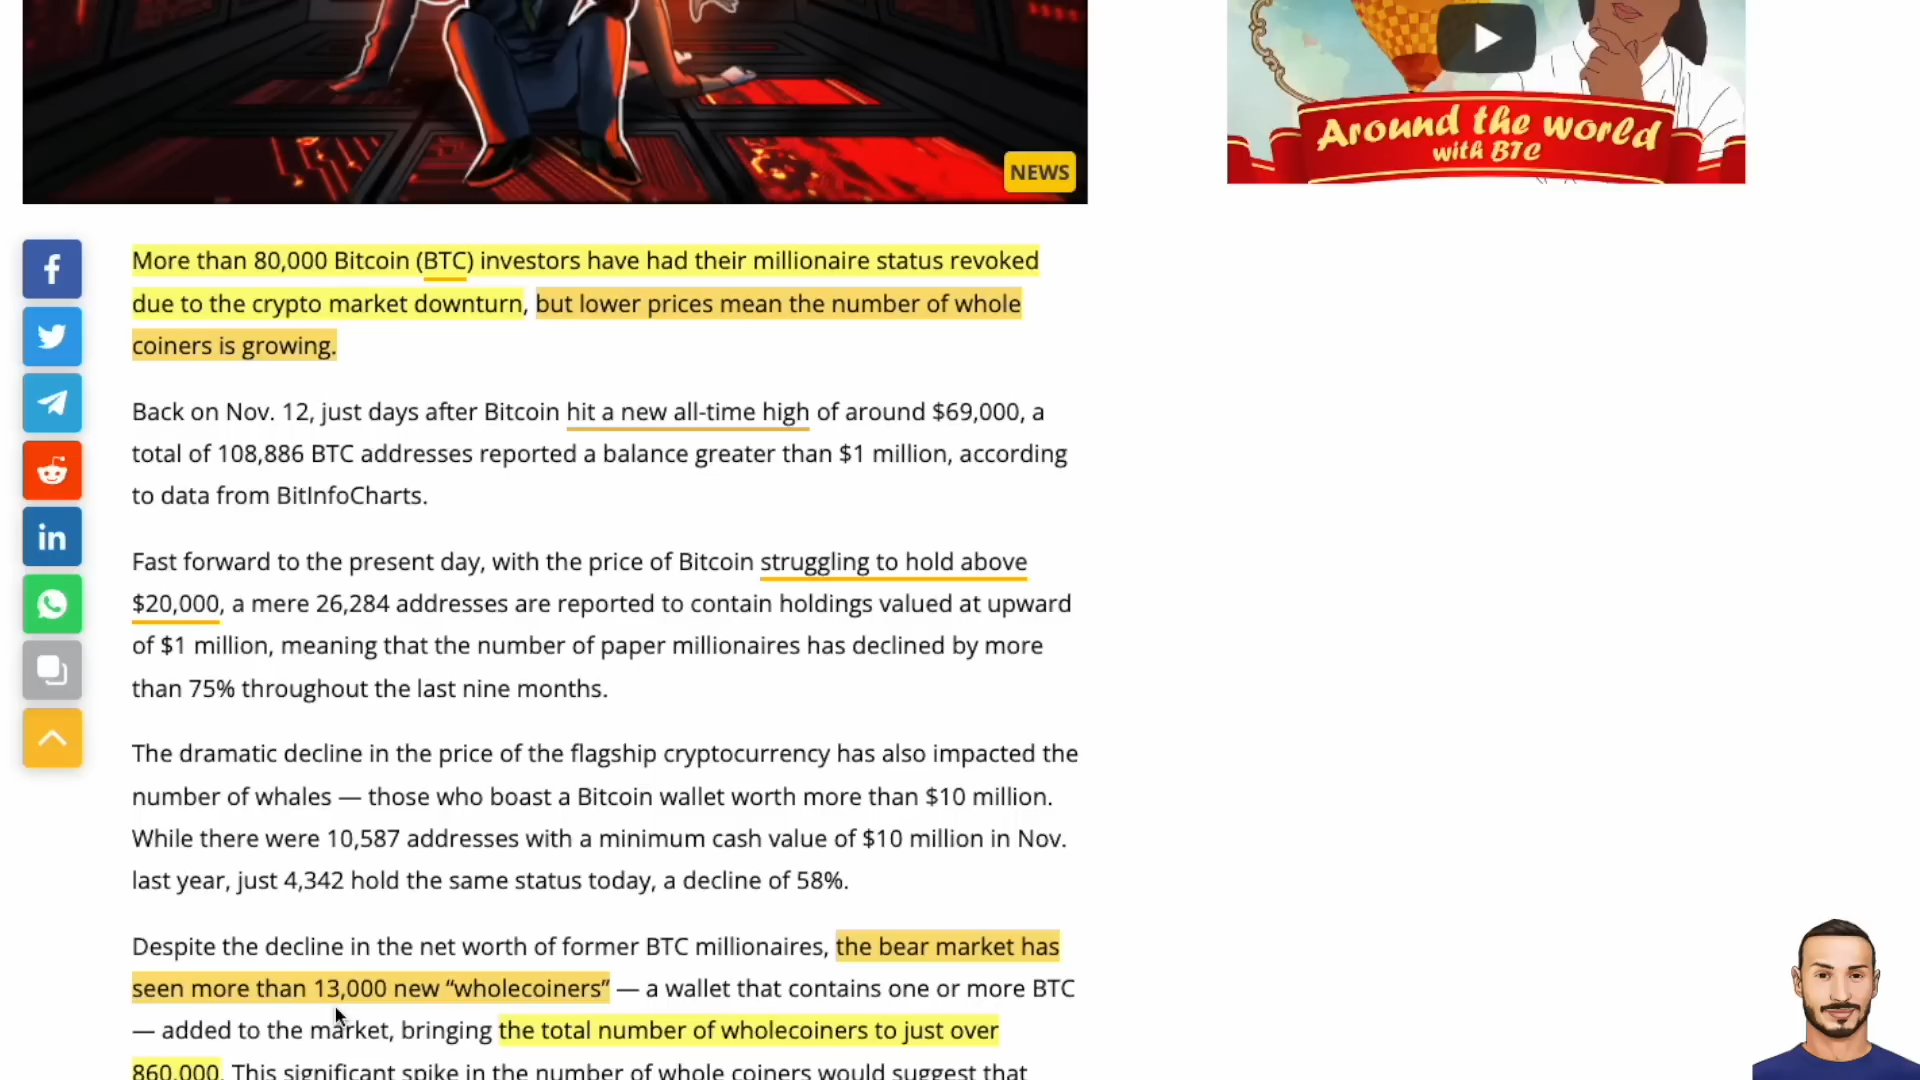 NEWS
Around the world
with BTC
More than 80,000 Bitcoin (BTC) investors have had their millionaire status revoked
due to the crypto market downturn, but lower prices mean the number of whole
coiners is growing.
Back on Nov. 12, just days after Bitcoin hit a new all-time high of around $69,000, a
total of 108,886 BTC addresses reported a balance greater than $1 million, according
to data from BitInfoCharts.
Fast forward to the present day, with the price of Bitcoin struggling to hold above
$20,000, a mere 26,284 addresses are reported to contain holdings valued at upward
of $1 million, meaning that the number of paper millionaires has declined by more
than 75% throughout the last nine months.
The dramatic decline in the price of the flagship cryptocurrency has also impacted the
number of whales — those who boast a Bitcoin wallet worth more than $10 million.
While there were 10,587 addresses with a minimum cash value of $10 million in Nov.
last year, just 4,342 hold the same status today, a decline of 58%.
Despite the decline in the net worth of former BTC millionaires, the bear market has
seen more than 13,000 new “wholecoiners” — a wallet that contains one or more BTC
— added to the market, bringing the total number of wholecoiners to just over
860,000. This significant spike in the number of whole coiners would suggest that